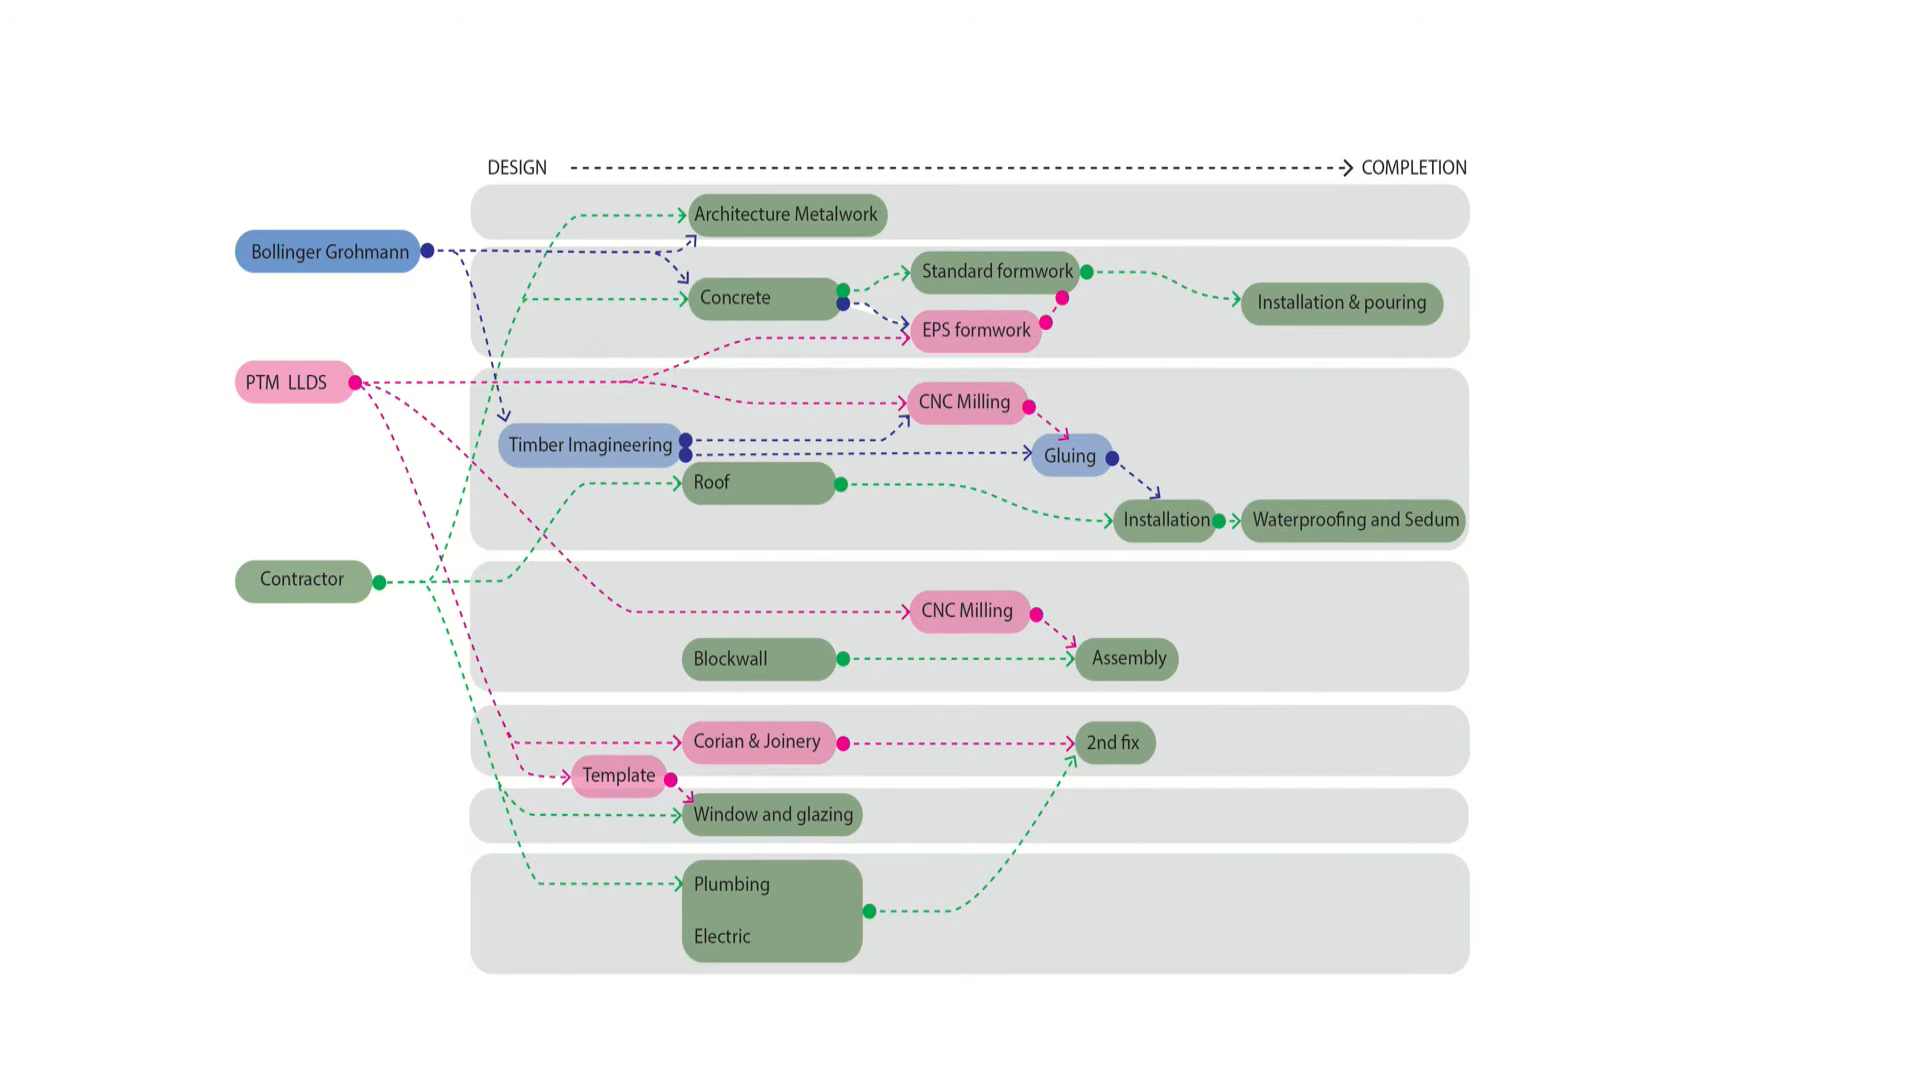 DESIGN
COMPLETION
Architecture Metalwork
Bollinger Grohmann
Standard formwork
Concrete
Installation & pouring
EPS formwork
PTM LLDS
CNC Milling
Timber Imagineering
Gluing
Roof
Installation
Waterproofing and Sedum
Contractor
CNC Milling
Blockwall
Assembly
Corian & Joinery
2nd fix
Template
Window and glazing
Plumbing
Electric